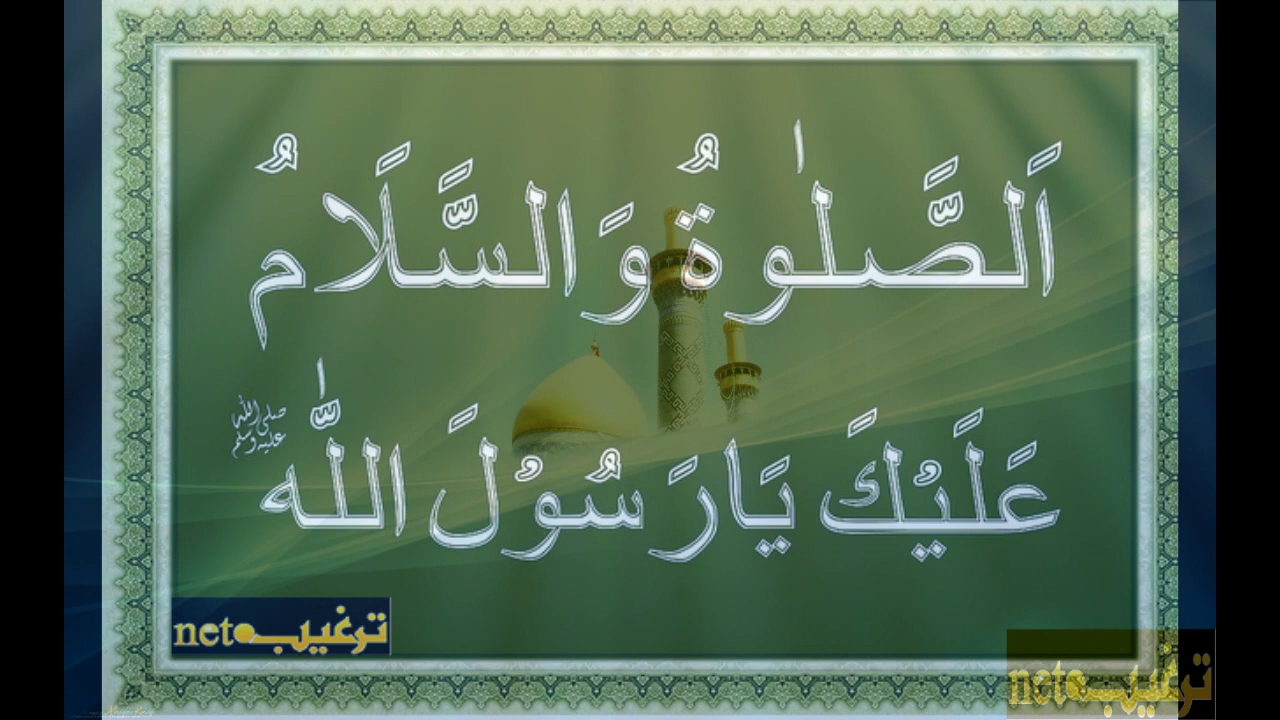 اَلصَّلٰوةُ وَالسَّلَامُ
عَلَيْكَ يَارَسُوْلَ اللّٰه
صلى الله
عليه وسلم
ترغيب net
ترغيب net